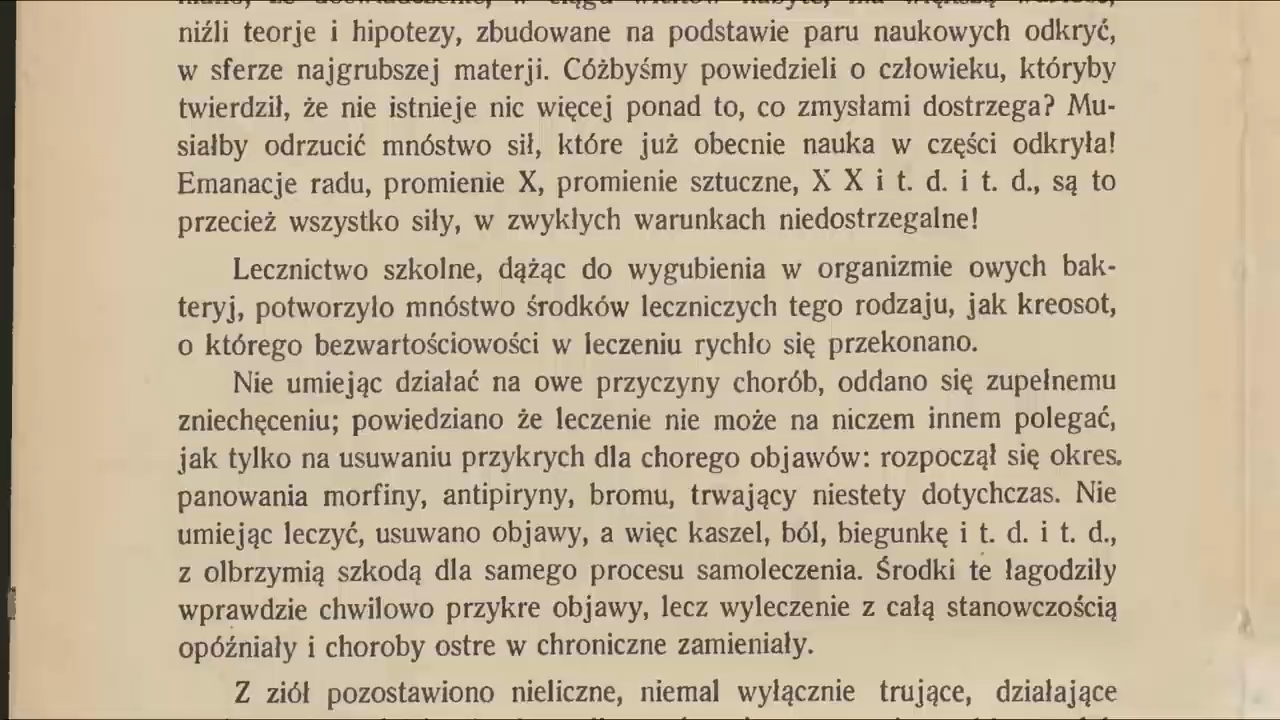 niźli teorje i hipotezy, zbudowane na podstawie paru naukowych odkryć,
w sferze najgrubszej materji. Cóżbyśmy powiedzieli o człowieku, któryby
twierdził, że nie istnieje nic więcej ponad to, co zmysłami dostrzega? Mu-
siałby odrzucić mnóstwo sił, które już obecnie nauka w części odkryła!
Emanacje radu, promienie X, promienie sztuczne, X X i t. d. i t. d., są to
przecież wszystko siły, w zwykłych warunkach niedostrzegalne!
Lecznictwo szkolne, dążąc do wygubienia w organizmie owych bak-
teryj, potworzyło mnóstwo środków leczniczych tego rodzaju, jak kreosot,
o którego bezwartościowości w leczeniu rychło się przekonano.
Nie umiejąc działać na owe przyczyny chorób, oddano się zupełnemu
zniechęceniu; powiedziano że leczenie nie może na niczem innem polegać,
jak tylko na usuwaniu przykrych dla chorego objawów: rozpoczął się okres.
panowania morfiny, antipiryny, bromu, trwający niestety dotychczas. Nie
umiejąc leczyć, usuwano objawy, a więc kaszel, ból, biegunkę i t. d. i t. d.,
z olbrzymią szkodą dla samego procesu samoleczenia. Środki te łagodziły
wprawdzie chwilowo przykre objawy, lecz wyleczenie z całą stanowczością
opóźniały i choroby ostre w chroniczne zamieniały.
Z ziół pozostawiono nieliczne, niemal wyłącznie trujące, działające